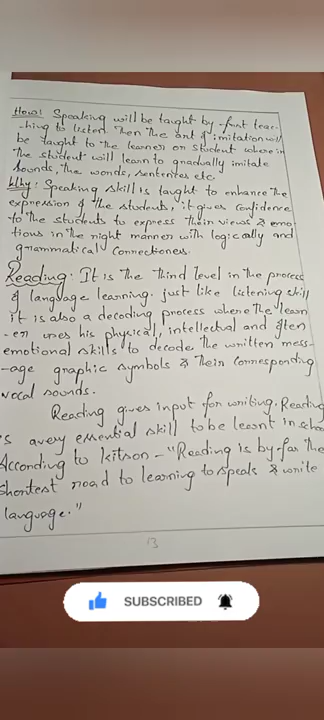 How: Speaking will be taught by first teac-
-hing to listen. Then the art of imitation will
be taught to the learner or student where in
the student will learn to gradually imitate
sounds, the words, sentences etc.
Why: Speaking skill is taught to enhance the
expression of the students, it gives confidence
to the students to express their views & emo
tions in the right manner with logically and
grammatical connectiones.
Reading: It is the third level in the process
of language learning. just like listening skill
it is also a decoding process where the learn
-er uses his physical, intellectual and often
emotional skills to decode the written mess-
-age graphic symbols & their corresponding
vocal sounds.
Reading gives input for writing. Reading
is a very essential skill to be learnt in school
According to kitson - "Reading is by far the
shortest road to learning to speak & write
language."
13
SUBSCRIBED